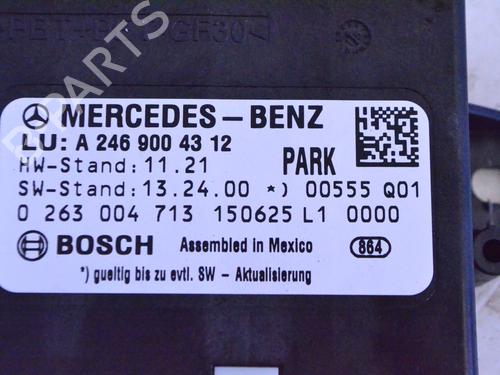 MERCEDES-BENZ
LU: A 246 900 43 12
HW-Stand: 11.21 PARK
SW-Stand: 13.24.00 *) 00555 Q01
0 263 004 713 150625 L1 0000
BOSCH Assembled in Mexico 864
*) gueltig bis zu evtl. SW - Aktualisierung